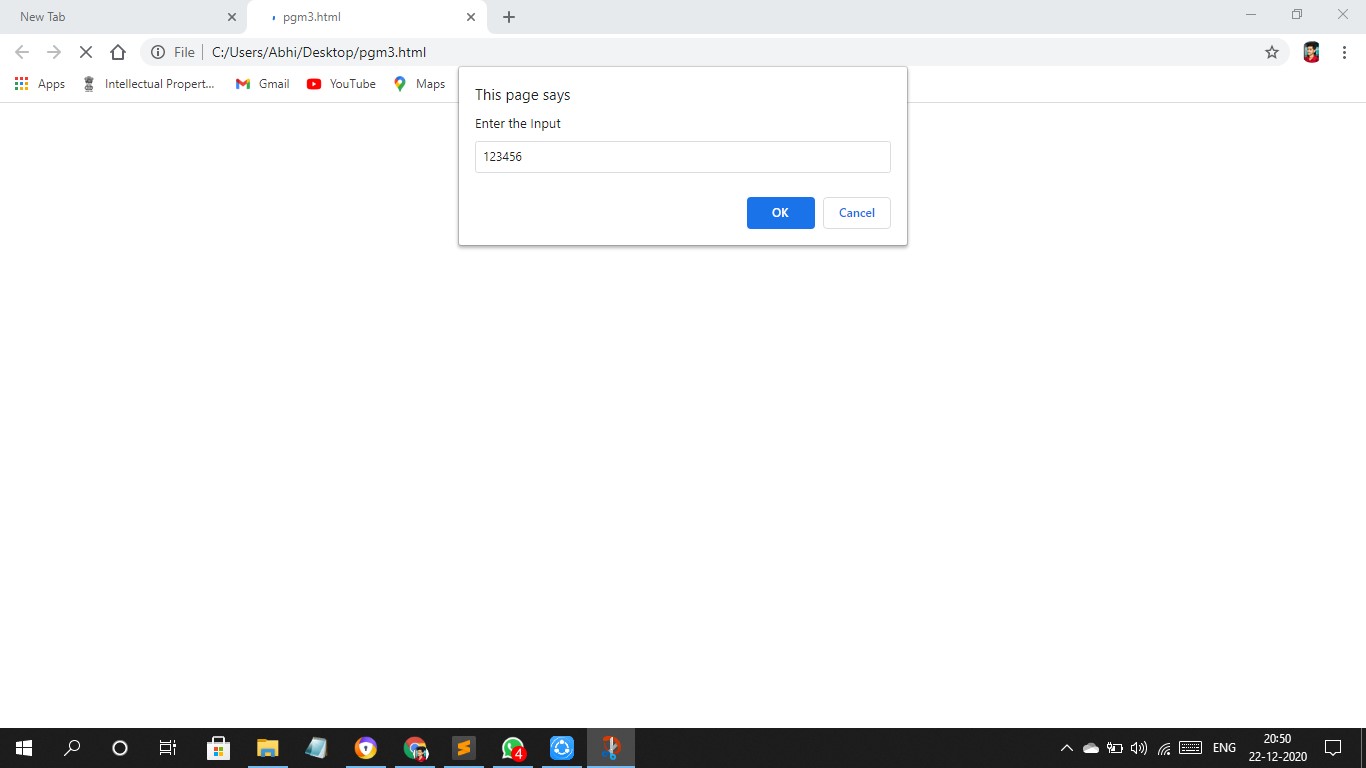 New Tab
pgm3.html
File
C:/Users/Abhi/Desktop/pgm3.html
Apps
Intellectual Propert...
Gmail
YouTube
Maps
This page says
Enter the Input
123456
OK
Cancel
4
ENG
20:50
22-12-2020